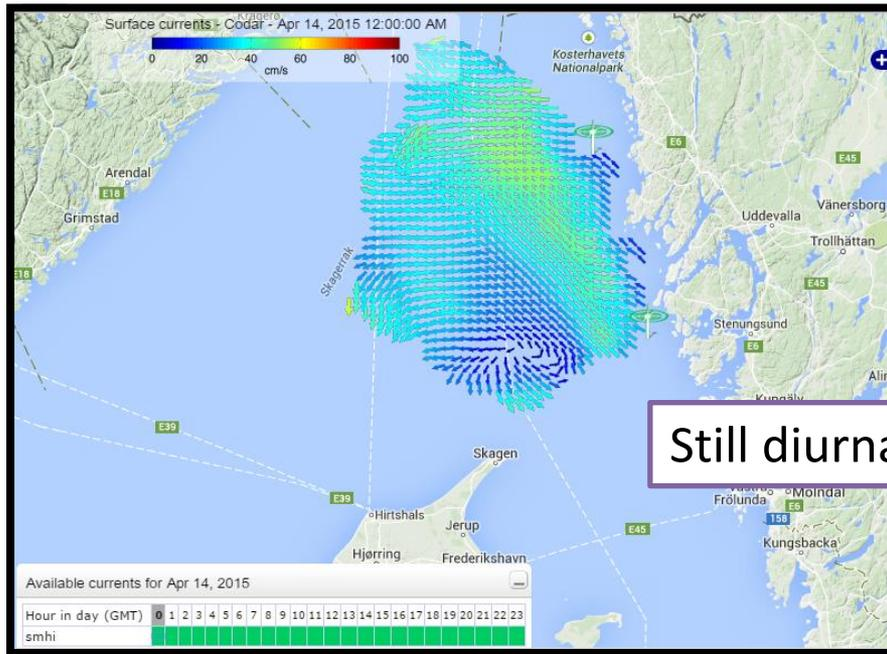 Surface currents - Codar - Apr 14, 2015 12:00:00 AM
0 20 40 60 80 100
cm/s
Kosterhavets
Nationalpark
E6
E45
Arendal
E18
Grimstad
E18
Uddevalla
Vänersborg
Trollhättan
Skagerrak
E45
Stenungsund
E6
Kungälv
E39
Still diurna
Skagen
E39
Hirtshals
Frölunda
Mölndal
E6
158
Jerup
E45
Kungsbacka
Hjørring
Frederikshavn
Available currents for Apr 14, 2015
Hour in day (GMT) 0 1 2 3 4 5 6 7 8 9 10 11 12 13 14 15 16 17 18 19 20 21 22 23
smhi